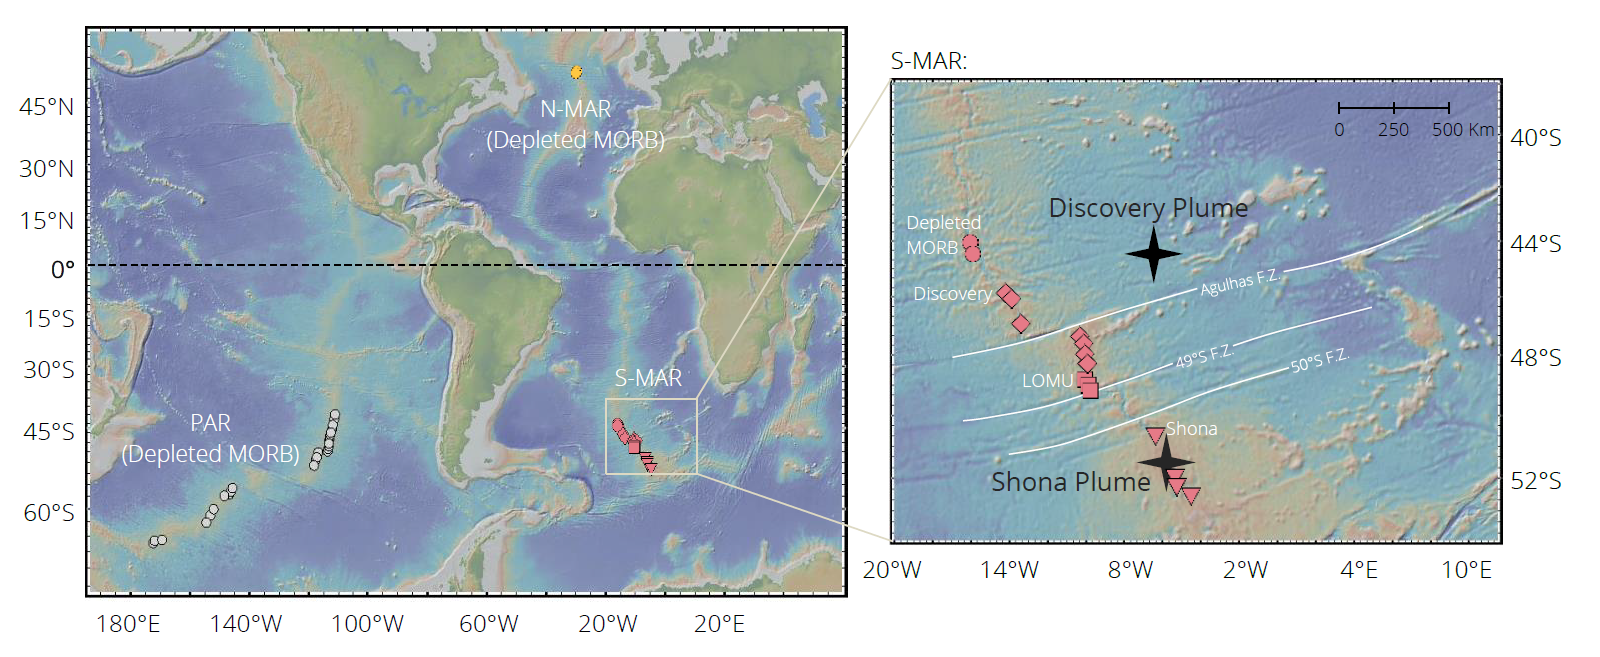 45°N
30°N
15°N
0°
15°S
30°S
45°S
60°S
180°E
140°W
100°W
60°W
20°W
20°E
N-MAR
(Depleted MORB)
PAR
(Depleted MORB)
S-MAR
S-MAR:
0
250
500 Km
Discovery Plume
Depleted
MORB
Discovery
Agulhas F.Z.
49°S F.Z.
50°S F.Z.
LOMU
Shona
Shona Plume
40°S
44°S
48°S
52°S
20°W
14°W
8°W
2°W
4°E
10°E